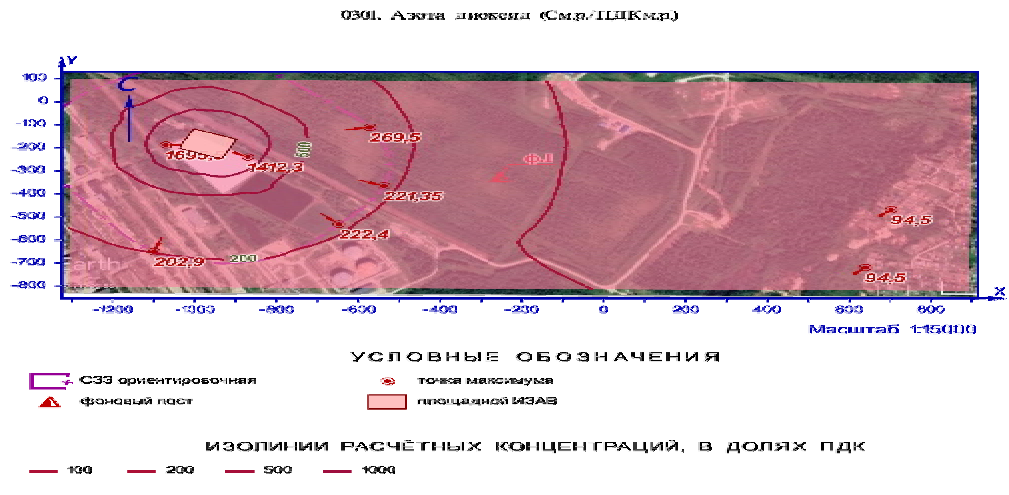 0301. Азота диоксид (См.р./ПДКм.р.)
Y
100
0
-100
-200
-300
-400
-500
-600
-700
-800
С
269,5
500
1412,3
ф1
221,35
222,4
200
202,9
94,5
94,5
earth
-1200 -1000 -800 -600 -400 -200 0 200 400 600 800
X
Масштаб 1:15000
УСЛОВНЫЕ ОБОЗНАЧЕНИЯ
СЗЗ ориентировочная
точка максимума
фоновый пост
площадной ИЗАВ
ИЗОЛИНИИ РАСЧЁТНЫХ КОНЦЕНТРАЦИЙ, В ДОЛЯХ ПДК
100 200 500 1000